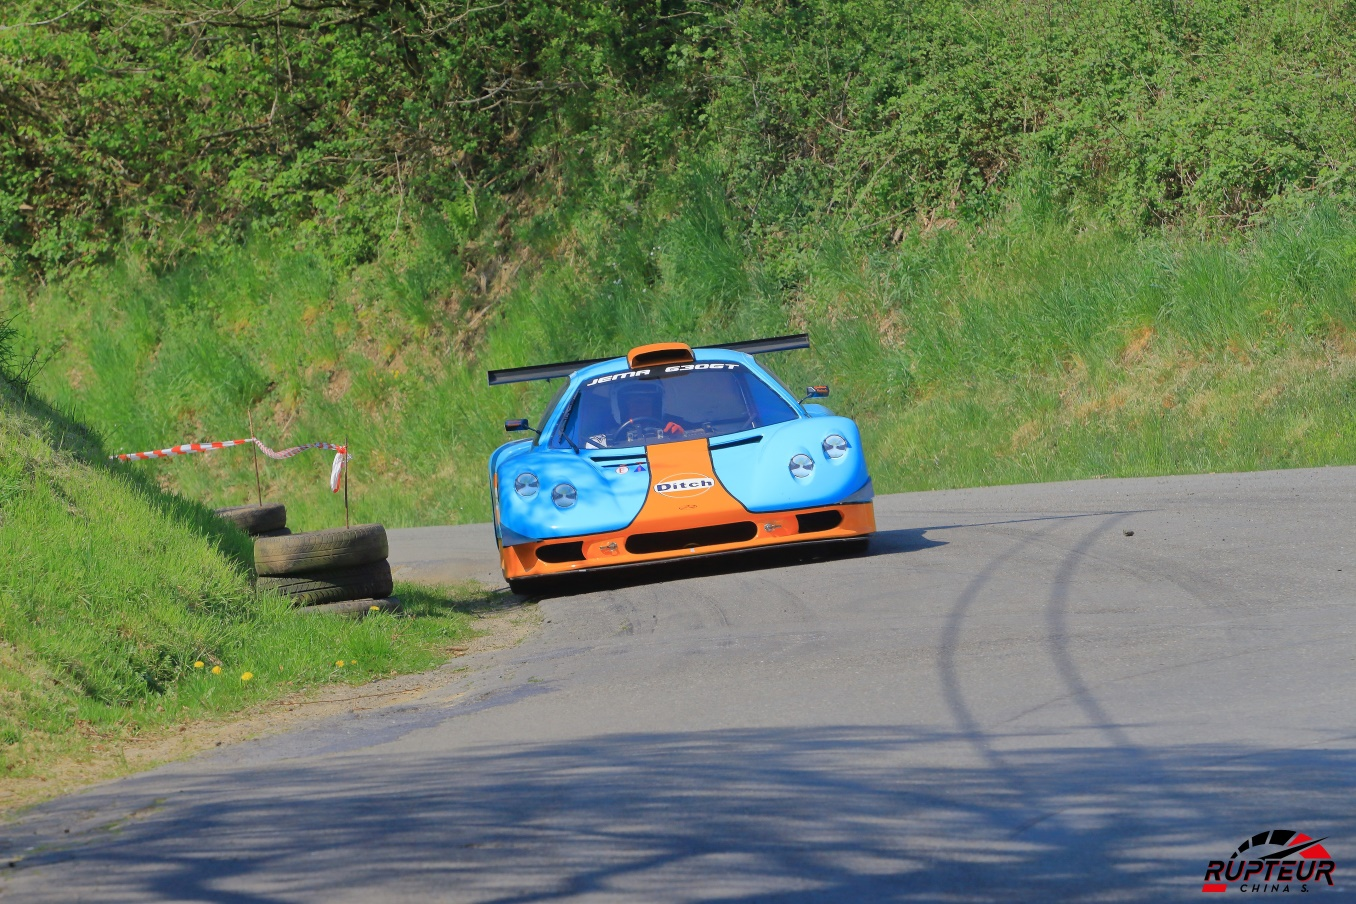 JEMA 630GT
Ditch
RUPTEUR
CHINA S.